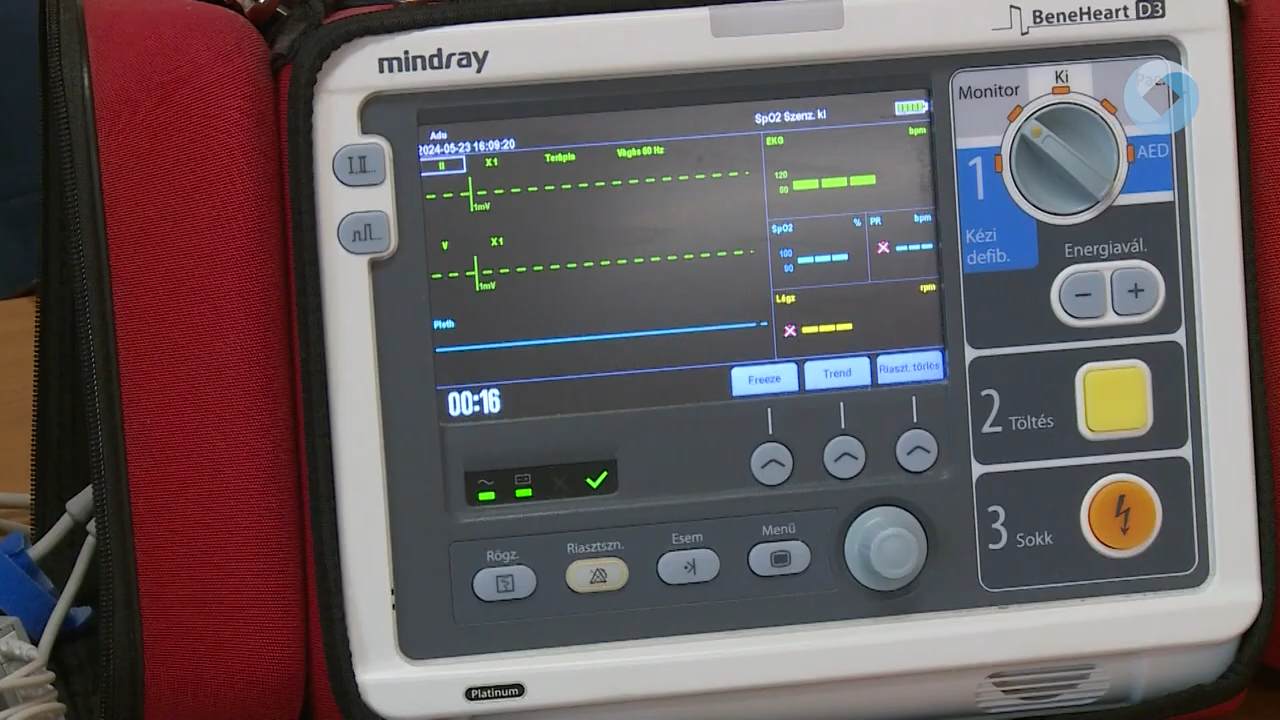 mindray
BeneHeart D3
Adu
2024-05-23 16:09:20
SpO2 Szenz. ki
II X1 Terápia Vágás 60 Hz
1mV
V X1
1mV
Pleth
00:16
EKG bpm
120
SpO2 %
100
90
PR bpm
Légz rpm
Freeze
Trend
Riaszt. törlés
Monitor
Ki
AED
1
Kézi
defib.
Energiavál.
− +
2 Töltés
3 Sokk
Rögz.
Riasztszn.
Esem
Menü
Platinum